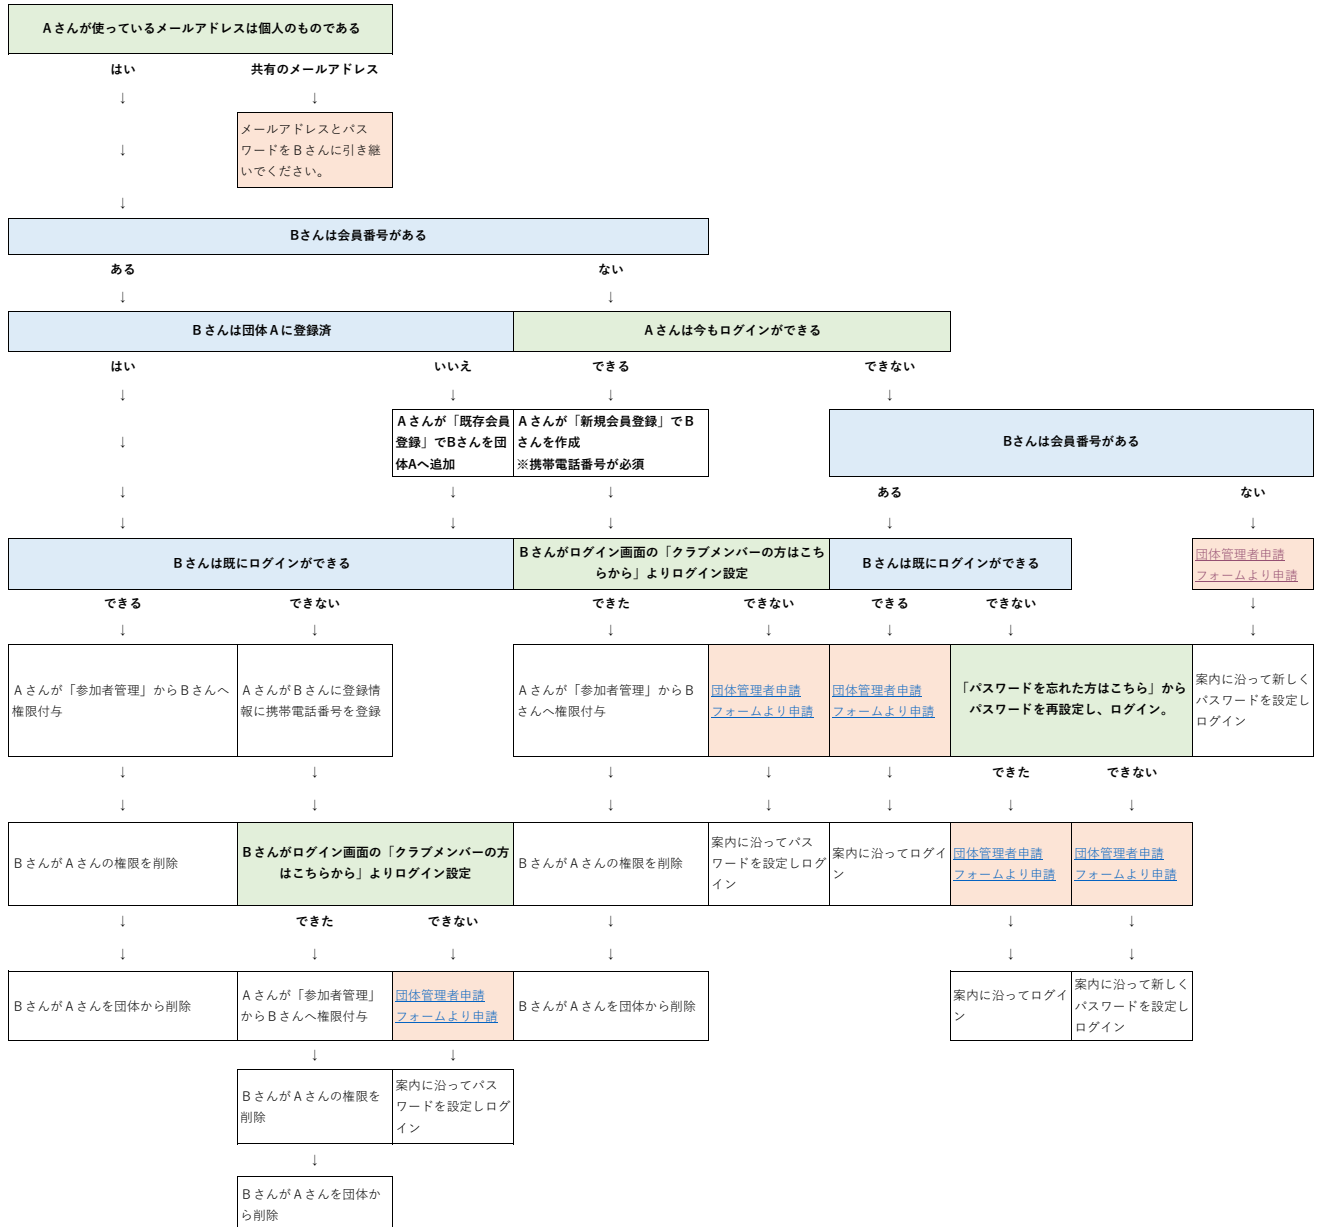 Ａさんが使っているメールアドレスは個人のものである
はい
共有のメールアドレス
↓
↓
↓
メールアドレスとパス
ワードをＢさんに引き継
いでください。
↓
Bさんは会員番号がある
ある
ない
↓
↓
Ｂさんは団体Ａに登録済
Ａさんは今もログインができる
はい
いいえ
できる
できない
↓
↓
↓
↓
↓
Ａさんが「既存会員
登録」でBさんを団
体Aへ追加
Ａさんが「新規会員登録」でＢ
さんを作成
※携帯電話番号が必須
Bさんは会員番号がある
↓
↓
↓
ある
ない
↓
↓
↓
↓
↓
Ｂさんは既にログインができる
Ｂさんがログイン画面の「クラブメンバーの方はこち
らから」よりログイン設定
Ｂさんは既にログインができる
団体管理者申請
フォームより申請
できる
できない
できた
できない
できる
できない
↓
↓
↓
↓
↓
↓
↓
↓
Ａさんが「参加者管理」からＢさんへ
権限付与
ＡさんがＢさんに登録情
報に携帯電話番号を登録
Ａさんが「参加者管理」からＢ
さんへ権限付与
団体管理者申請
フォームより申請
団体管理者申請
フォームより申請
「パスワードを忘れた方はこちら」から
パスワードを再設定し、ログイン。
案内に沿って新しく
パスワードを設定し
ログイン
↓
↓
↓
↓
↓
できた
できない
↓
↓
↓
↓
↓
↓
↓
ＢさんがＡさんの権限を削除
Ｂさんがログイン画面の「クラブメンバーの方
はこちらから」よりログイン設定
ＢさんがＡさんの権限を削除
案内に沿ってパス
ワードを設定しログ
イン
案内に沿ってログイ
ン
団体管理者申請
フォームより申請
団体管理者申請
フォームより申請
↓
できた
できない
↓
↓
↓
↓
↓
↓
↓
↓
↓
ＢさんがＡさんを団体から削除
Ａさんが「参加者管理」
からＢさんへ権限付与
団体管理者申請
フォームより申請
ＢさんがＡさんを団体から削除
案内に沿ってログイ
ン
案内に沿って新しく
パスワードを設定し
ログイン
↓
↓
ＢさんがＡさんの権限を
削除
案内に沿ってパス
ワードを設定しログ
イン
↓
ＢさんがＡさんを団体か
ら削除